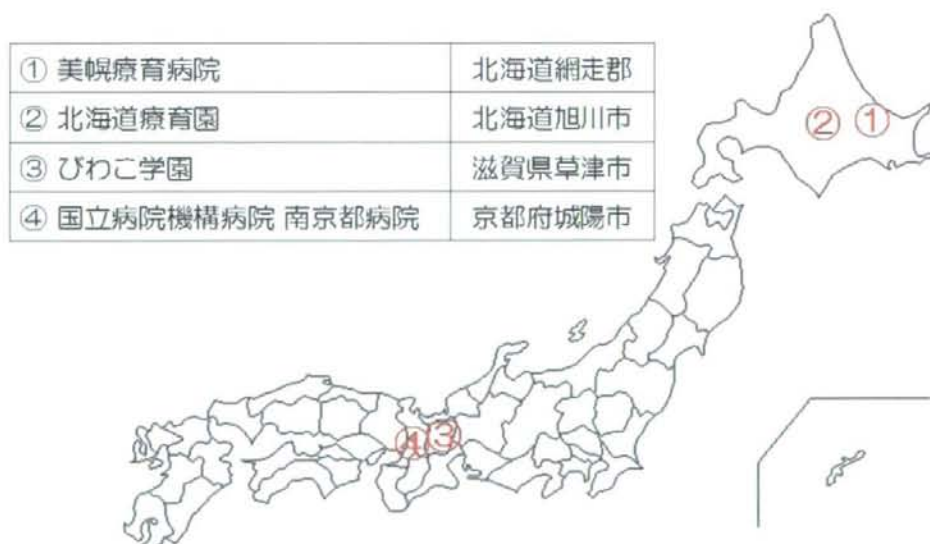 ① 美幌療育病院 北海道網走郡
② 北海道療育園 北海道旭川市
③ びわこ学園 滋賀県草津市
④ 国立病院機構病院 南京都病院 京都府城陽市
② ①
④ ③